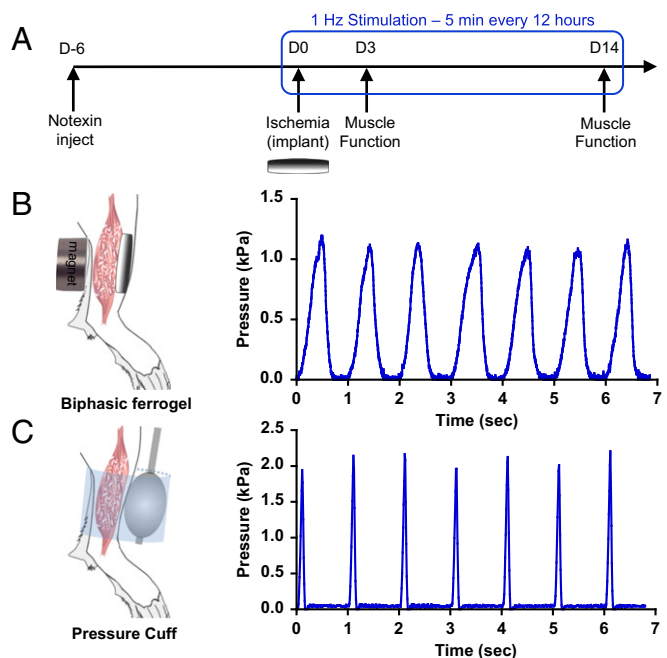 A
1 Hz Stimulation – 5 min every 12 hours
D-6
D0
D3
D14
Notexin
inject
Ischemia
(implant)
Muscle
Function
Muscle
Function
B
magnet
Biphasic ferrogel
Pressure (kPa)
1.5
1.0
0.5
0.0
0 1 2 3 4 5 6 7
Time (sec)
C
Pressure Cuff
Pressure (kPa)
2.5
2.0
1.5
1.0
0.5
0.0
0 1 2 3 4 5 6 7
Time (sec)